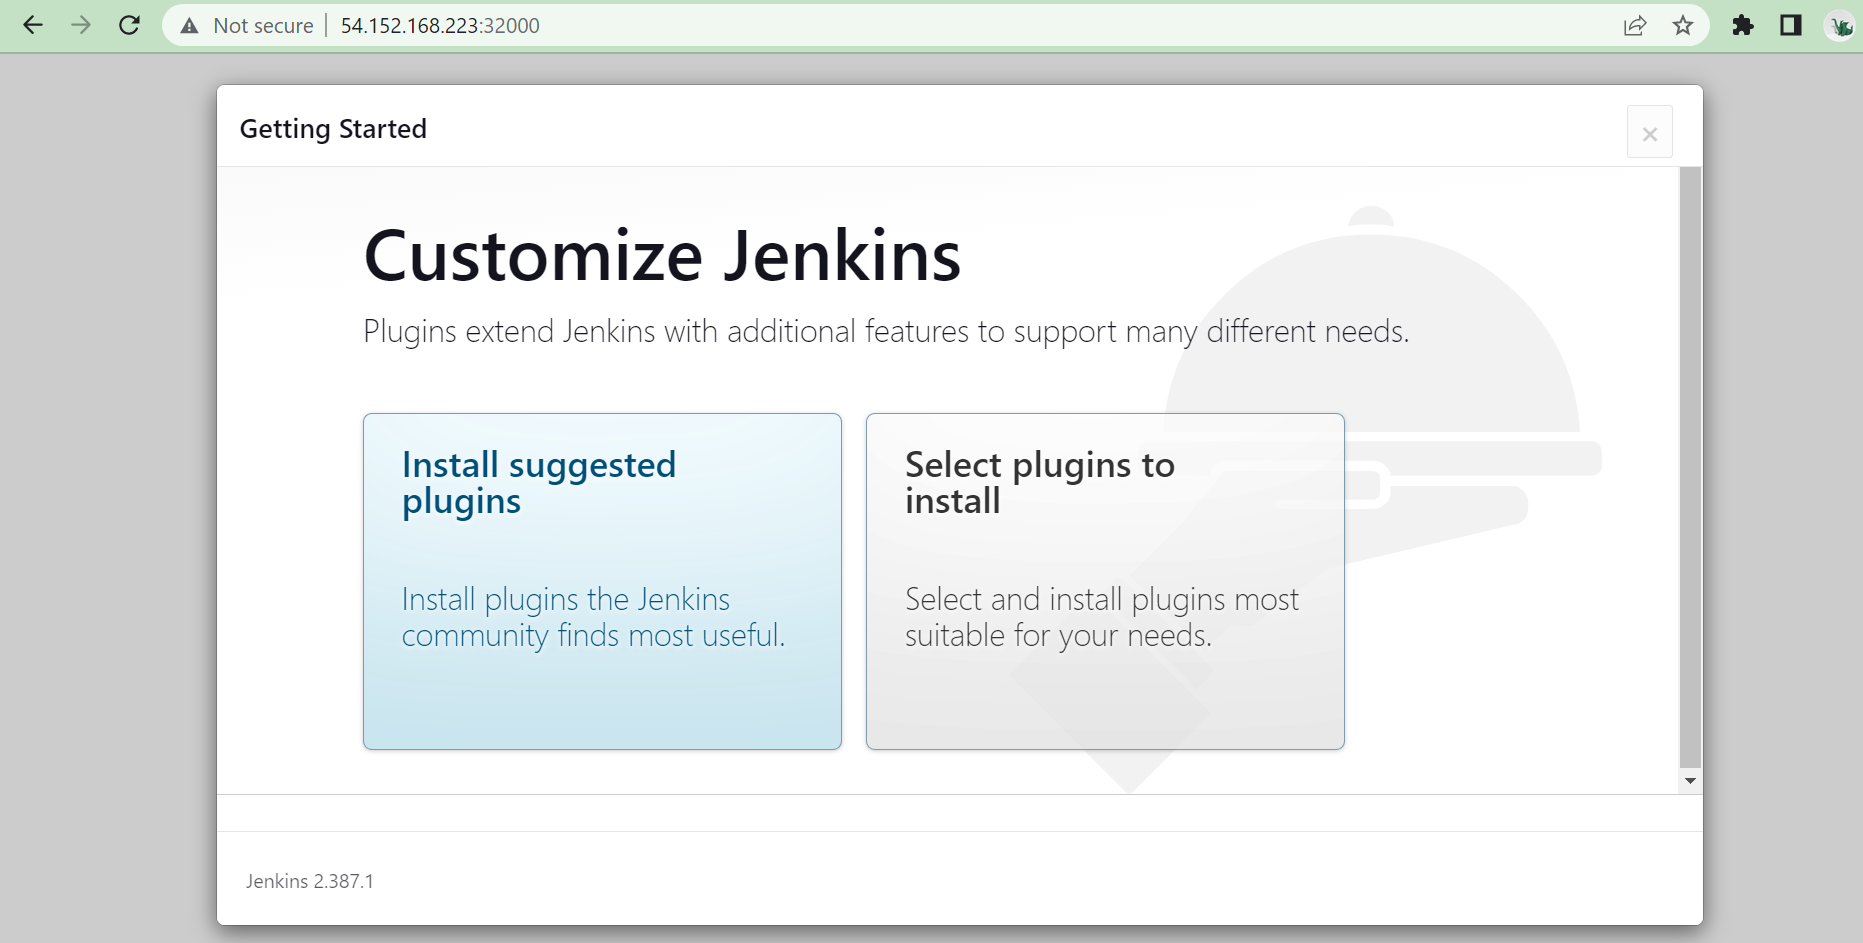 Not secure | 54.152.168.223:32000
Getting Started
×
Customize Jenkins
Plugins extend Jenkins with additional features to support many different needs.
Install suggested
plugins
Install plugins the Jenkins
community finds most useful.
Select plugins to
install
Select and install plugins most
suitable for your needs.
Jenkins 2.387.1